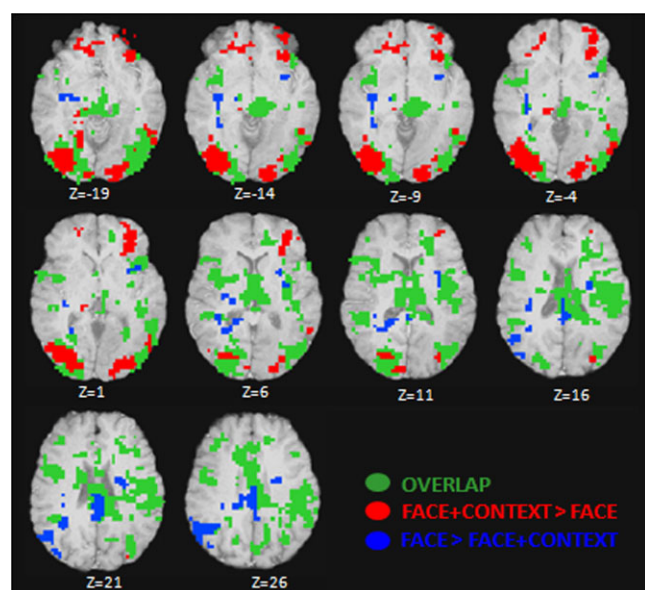 Z=-19
Z=-14
Z=-9
Z=-4
Z=1
Z=6
Z=11
Z=16
OVERLAP
FACE+CONTEXT>FACE
FACE>FACE+CONTEXT
Z=21
Z=26